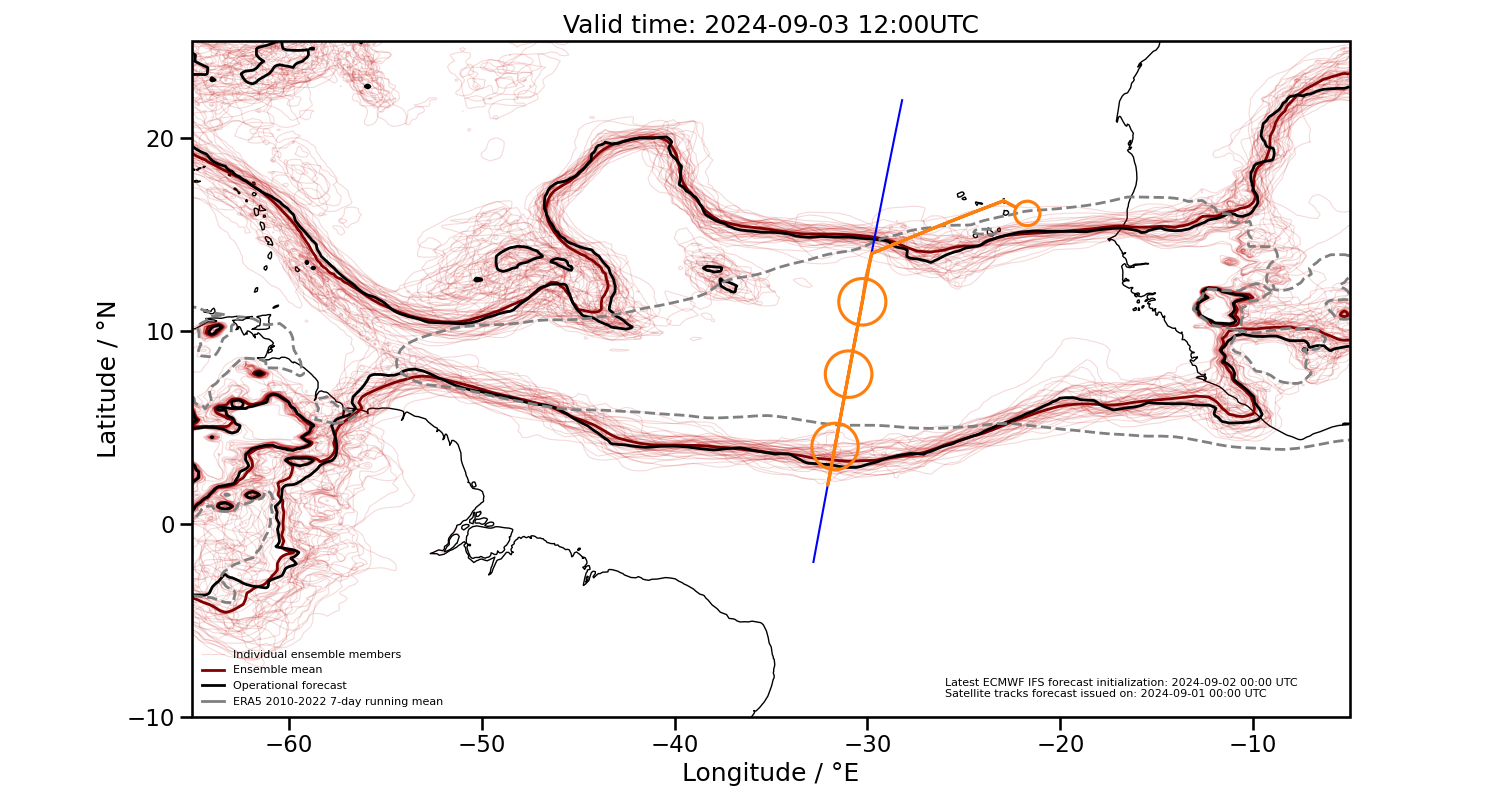 Valid time: 2024-09-03 12:00UTC
20
10
0
−10
Latitude / °N
Individual ensemble members
Ensemble mean
Operational forecast
ERA5 2010-2022 7-day running mean
Latest ECMWF IFS forecast initialization: 2024-09-02 00:00 UTC
Satellite tracks forecast issued on: 2024-09-01 00:00 UTC
−60 −50 −40 −30 −20 −10
Longitude / °E